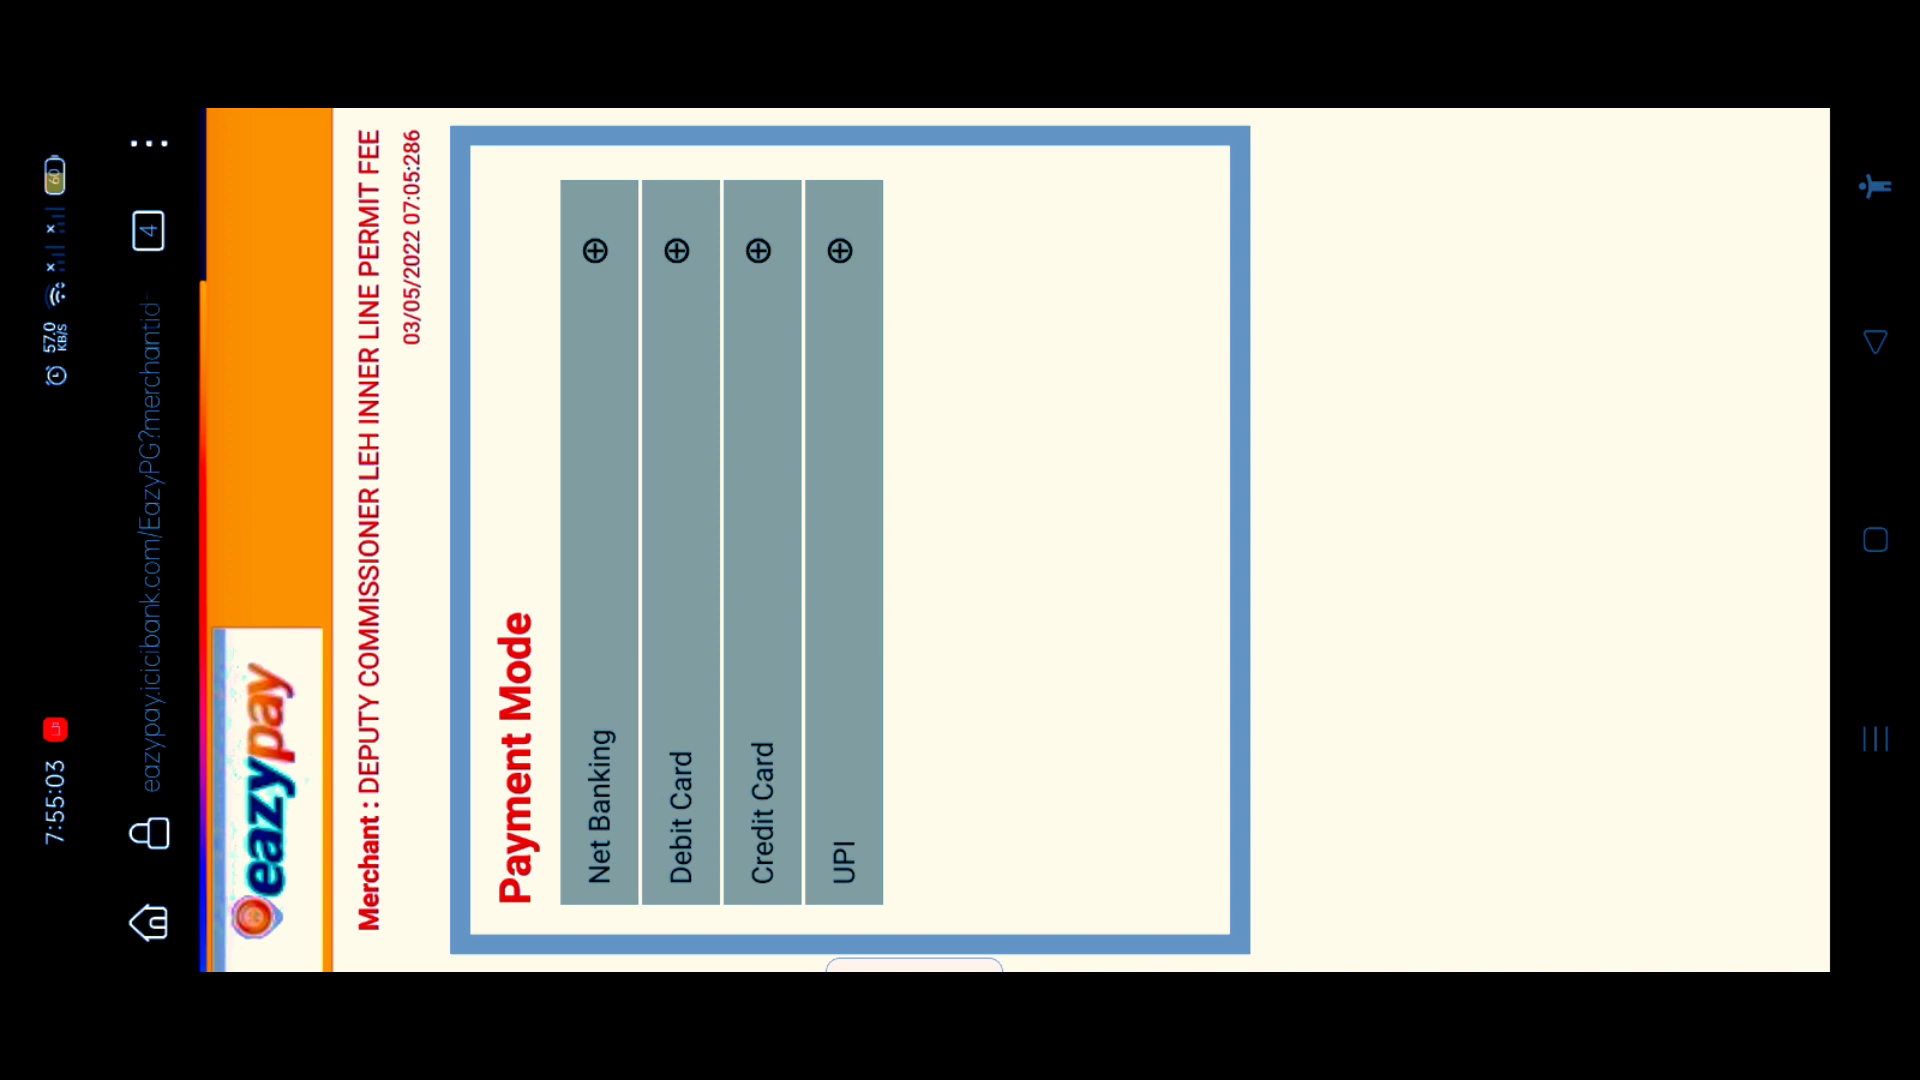 7:55:03
57.0
KB/s
60
eazypay.icicibank.com/EazyPG?merchantid
4
eazypay
Merchant : DEPUTY COMMISSIONER LEH INNER LINE PERMIT FEE
03/05/2022 07:05:286
Payment Mode
Net Banking
Debit Card
Credit Card
UPI